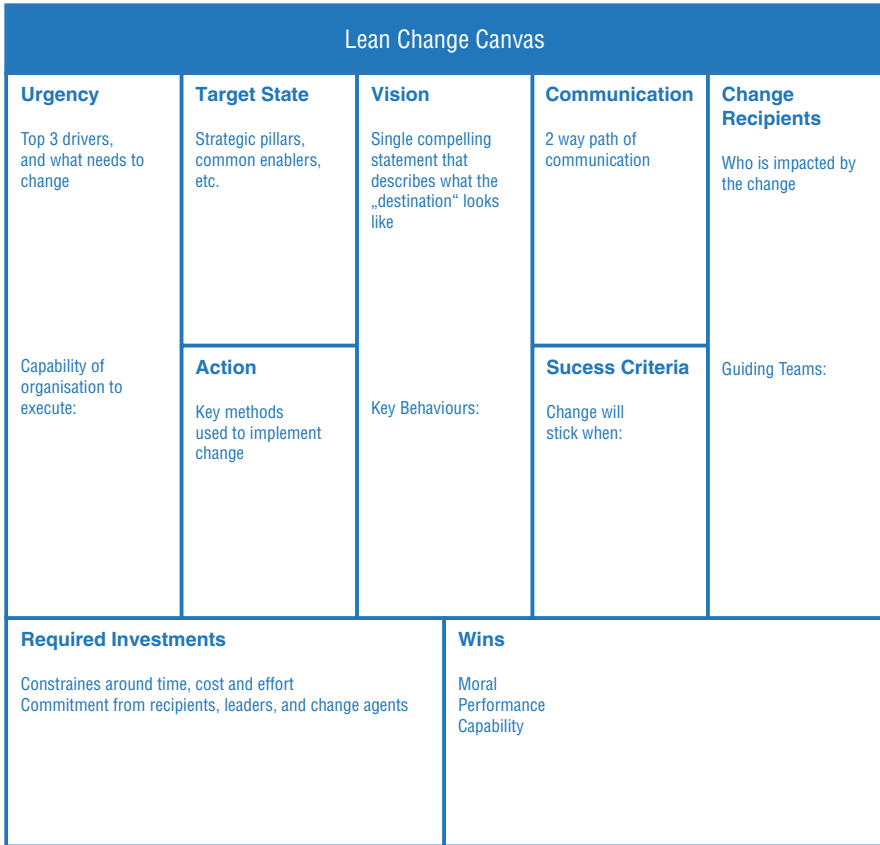 Lean Change Canvas
Urgency
Top 3 drivers,
and what needs to
change
Capability of
organisation to
execute:
Target State
Strategic pillars,
common enablers,
etc.
Action
Key methods
used to implement
change
Vision
Single compelling
statement that
describes what the
„destination“ looks
like
Key Behaviours:
Communication
2 way path of
communication
Sucess Criteria
Change will
stick when:
Change
Recipients
Who is impacted by
the change
Guiding Teams:
Required Investments
Constraines around time, cost and effort
Commitment from recipients, leaders, and change agents
Wins
Moral
Performance
Capability